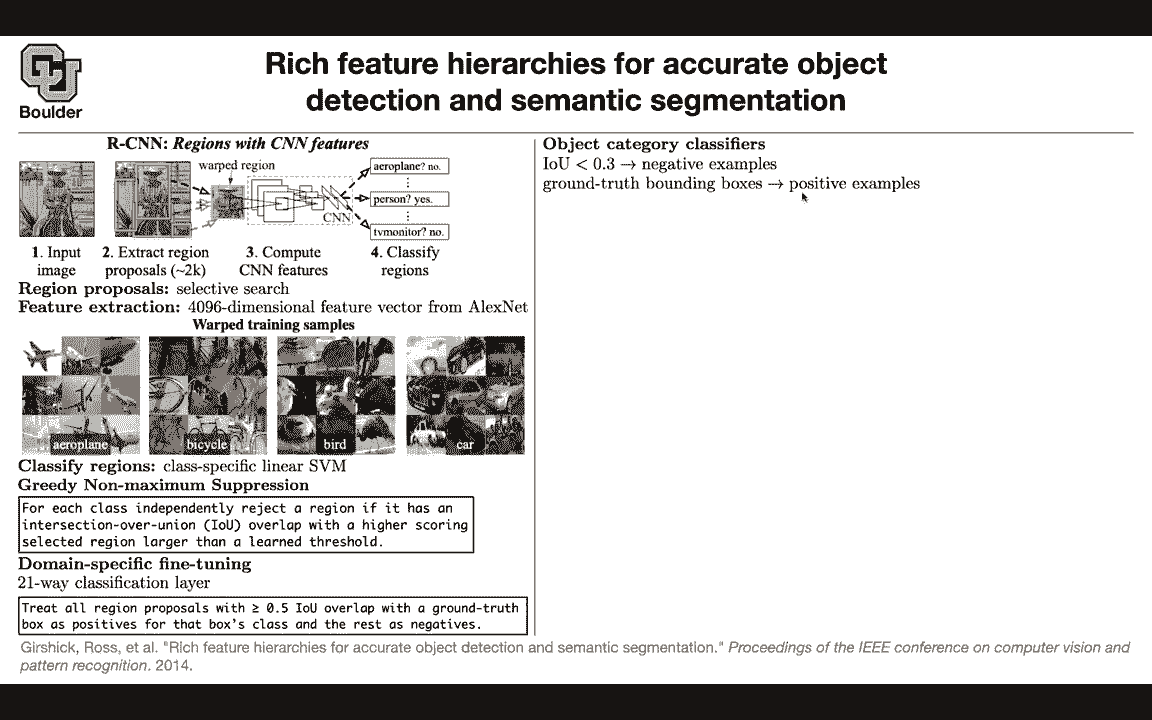 Boulder
Rich feature hierarchies for accurate object
detection and semantic segmentation
R-CNN: Regions with CNN features
warped region
aeroplane? no.
person? yes.
tvmonitor? no.
CNN
1. Input
image
2. Extract region
proposals (~2k)
3. Compute
CNN features
4. Classify
regions
Region proposals: selective search
Feature extraction: 4096-dimensional feature vector from AlexNet
Warped training samples
aeroplane
bicycle
bird
car
Classify regions: class-specific linear SVM
Greedy Non-maximum Suppression
For each class independently reject a region if it has an
intersection-over-union (IoU) overlap with a higher scoring
selected region larger than a learned threshold.
Domain-specific fine-tuning
21-way classification layer
Treat all region proposals with ≥ 0.5 IoU overlap with a ground-truth
box as positives for that box's class and the rest as negatives.
Object category classifiers
IoU < 0.3 → negative examples
ground-truth bounding boxes → positive examples
Girshick, Ross, et al. "Rich feature hierarchies for accurate object detection and semantic segmentation." Proceedings of the IEEE conference on computer vision and
pattern recognition. 2014.